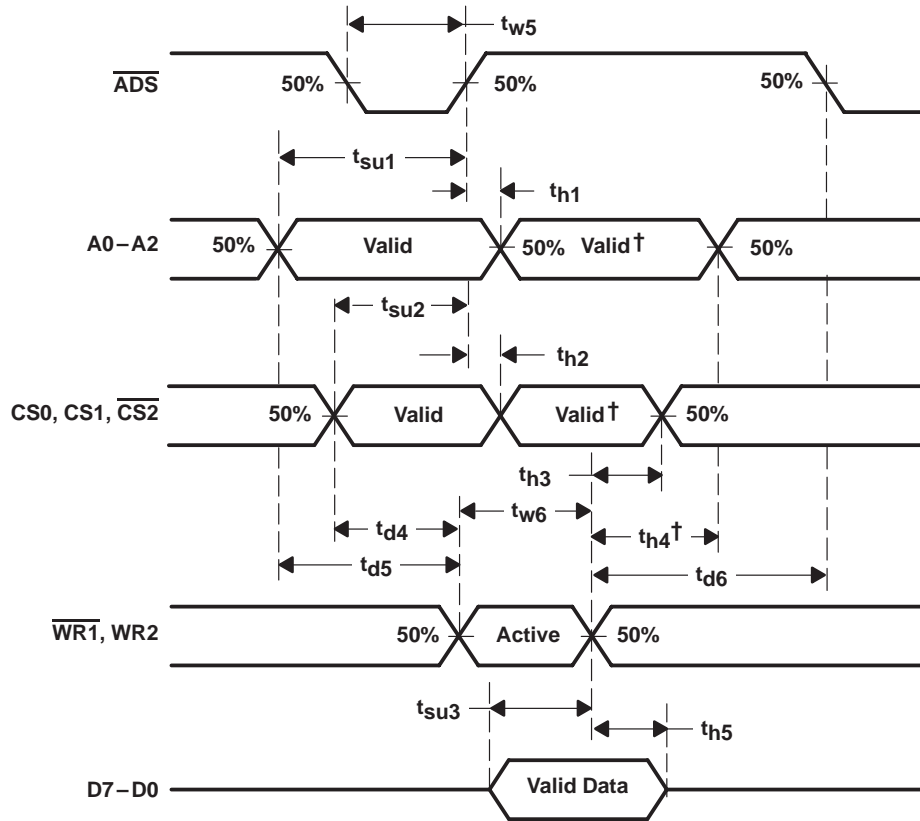 tw5
ADS
50%
50%
50%
tsu1
th1
A0–A2
50%
Valid
50%
Valid†
50%
tsu2
th2
CS0, CS1, CS2
50%
Valid
Valid†
50%
th3
tw6
td4
th4†
td5
td6
WR1, WR2
50%
Active
50%
tsu3
th5
D7–D0
Valid Data